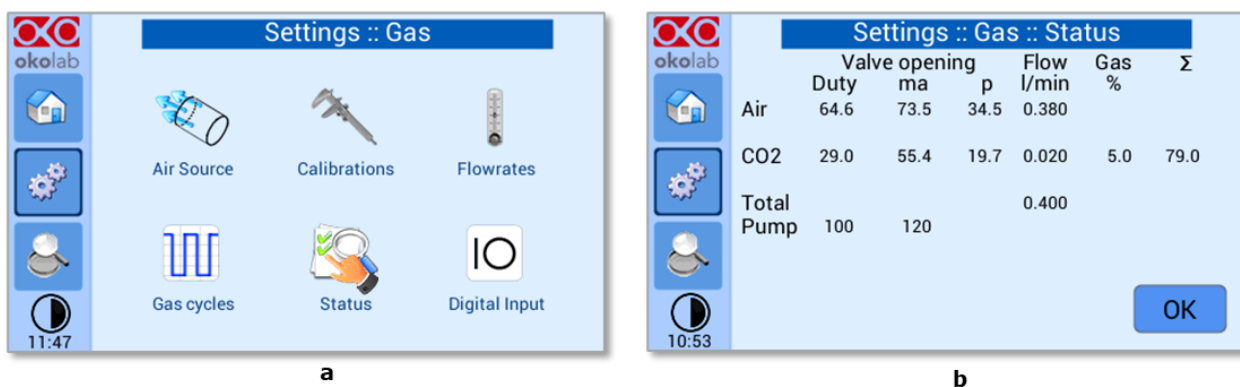 okolab
Settings :: Gas
Air Source Calibrations Flowrates
Gas cycles Status Digital Input
IO
11:47
a
okolab
Settings :: Gas :: Status
Valve opening Flow Gas Σ
Duty ma p l/min %
Air 64.6 73.5 34.5 0.380
CO2 29.0 55.4 19.7 0.020 5.0 79.0
Total 0.400
Pump 100 120
OK
10:53
b